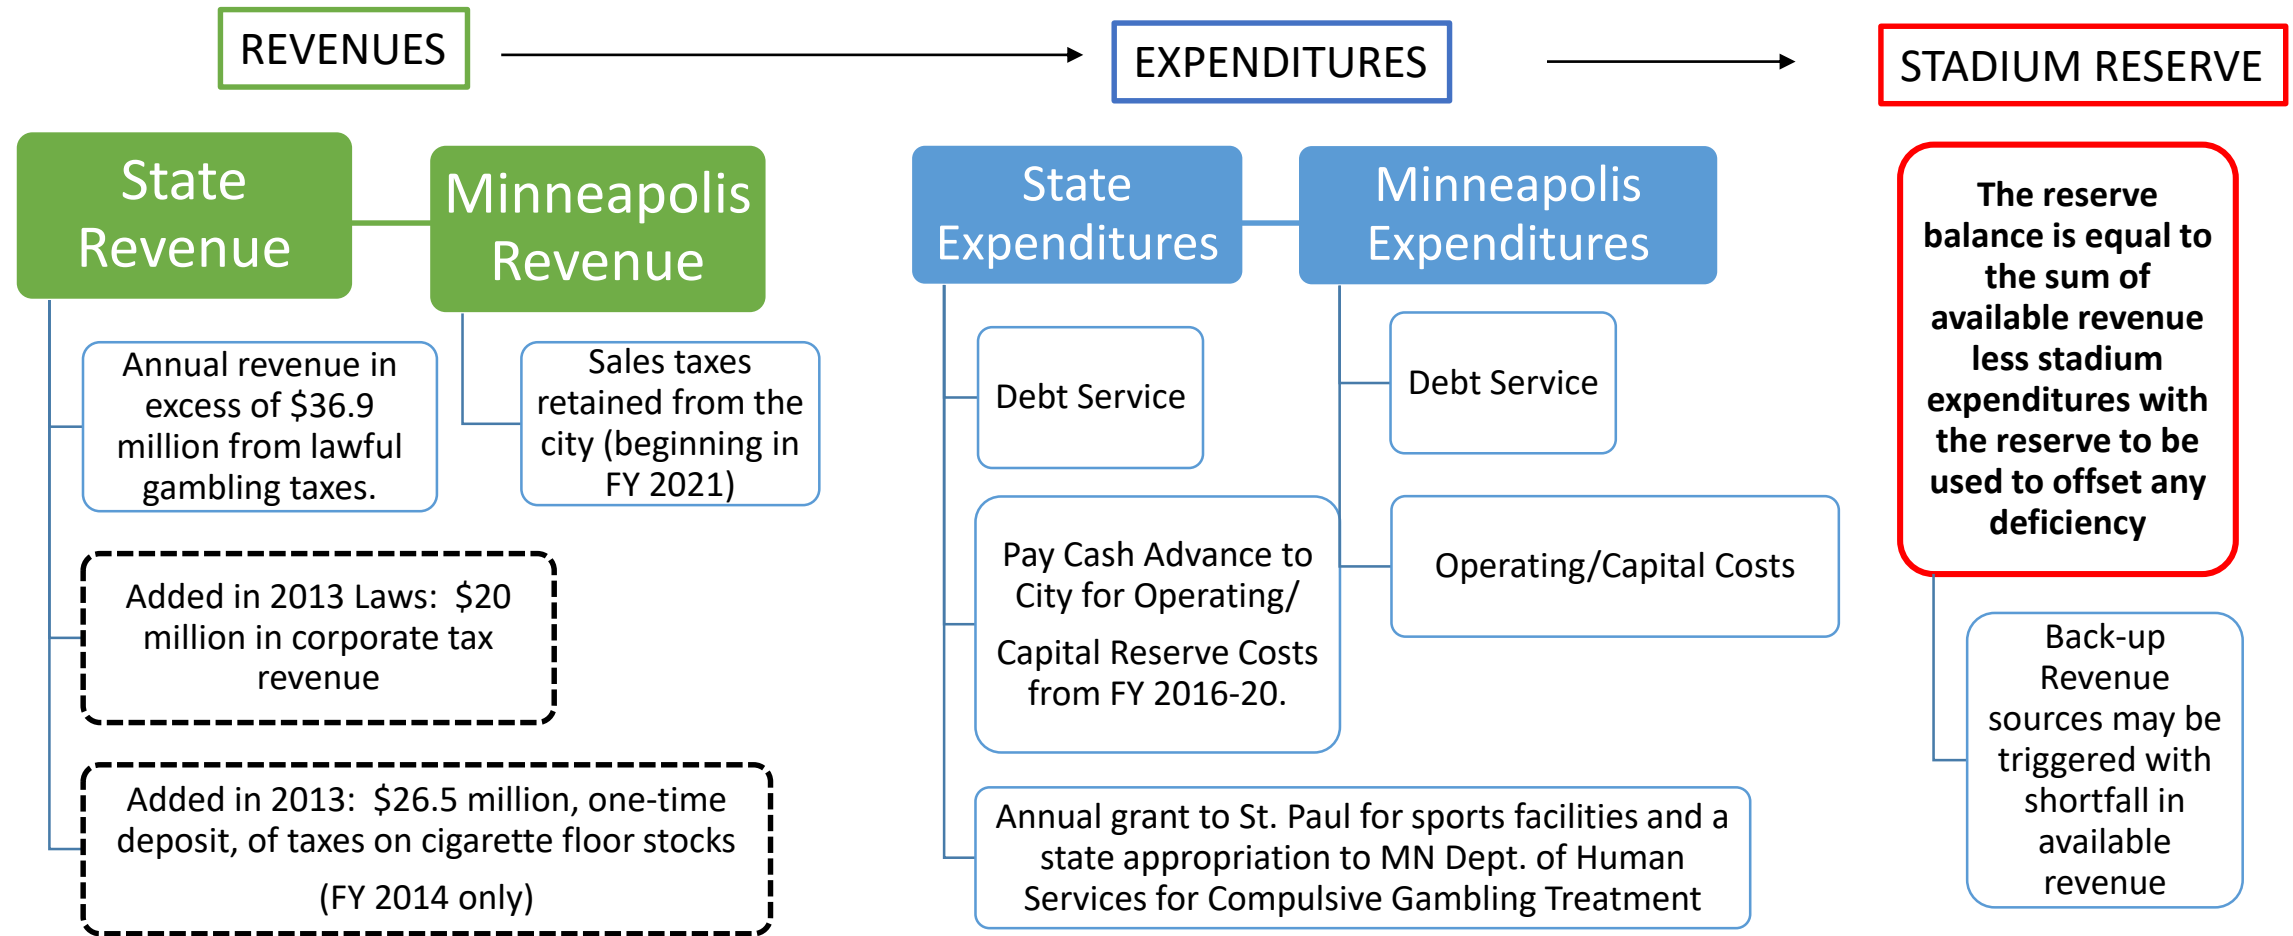 REVENUES
EXPENDITURES
STADIUM RESERVE
State
Revenue
Minneapolis
Revenue
Annual revenue in
excess of $36.9
million from lawful
gambling taxes.
Sales taxes
retained from the
city (beginning in
FY 2021)
Added in 2013 Laws:  $20
million in corporate tax
revenue
Added in 2013:  $26.5 million, one-time
deposit, of taxes on cigarette floor stocks
(FY 2014 only)
State
Expenditures
Minneapolis
Expenditures
Debt Service
Debt Service
Pay Cash Advance to
City for Operating/
Capital Reserve Costs
from FY 2016-20.
Operating/Capital Costs
Annual grant to St. Paul for sports facilities and a
state appropriation to MN Dept. of Human
Services for Compulsive Gambling Treatment
The reserve
balance is equal to
the sum of
available revenue
less stadium
expenditures with
the reserve to be
used to offset any
deficiency
Back-up
Revenue
sources may be
triggered with
shortfall in
available
revenue